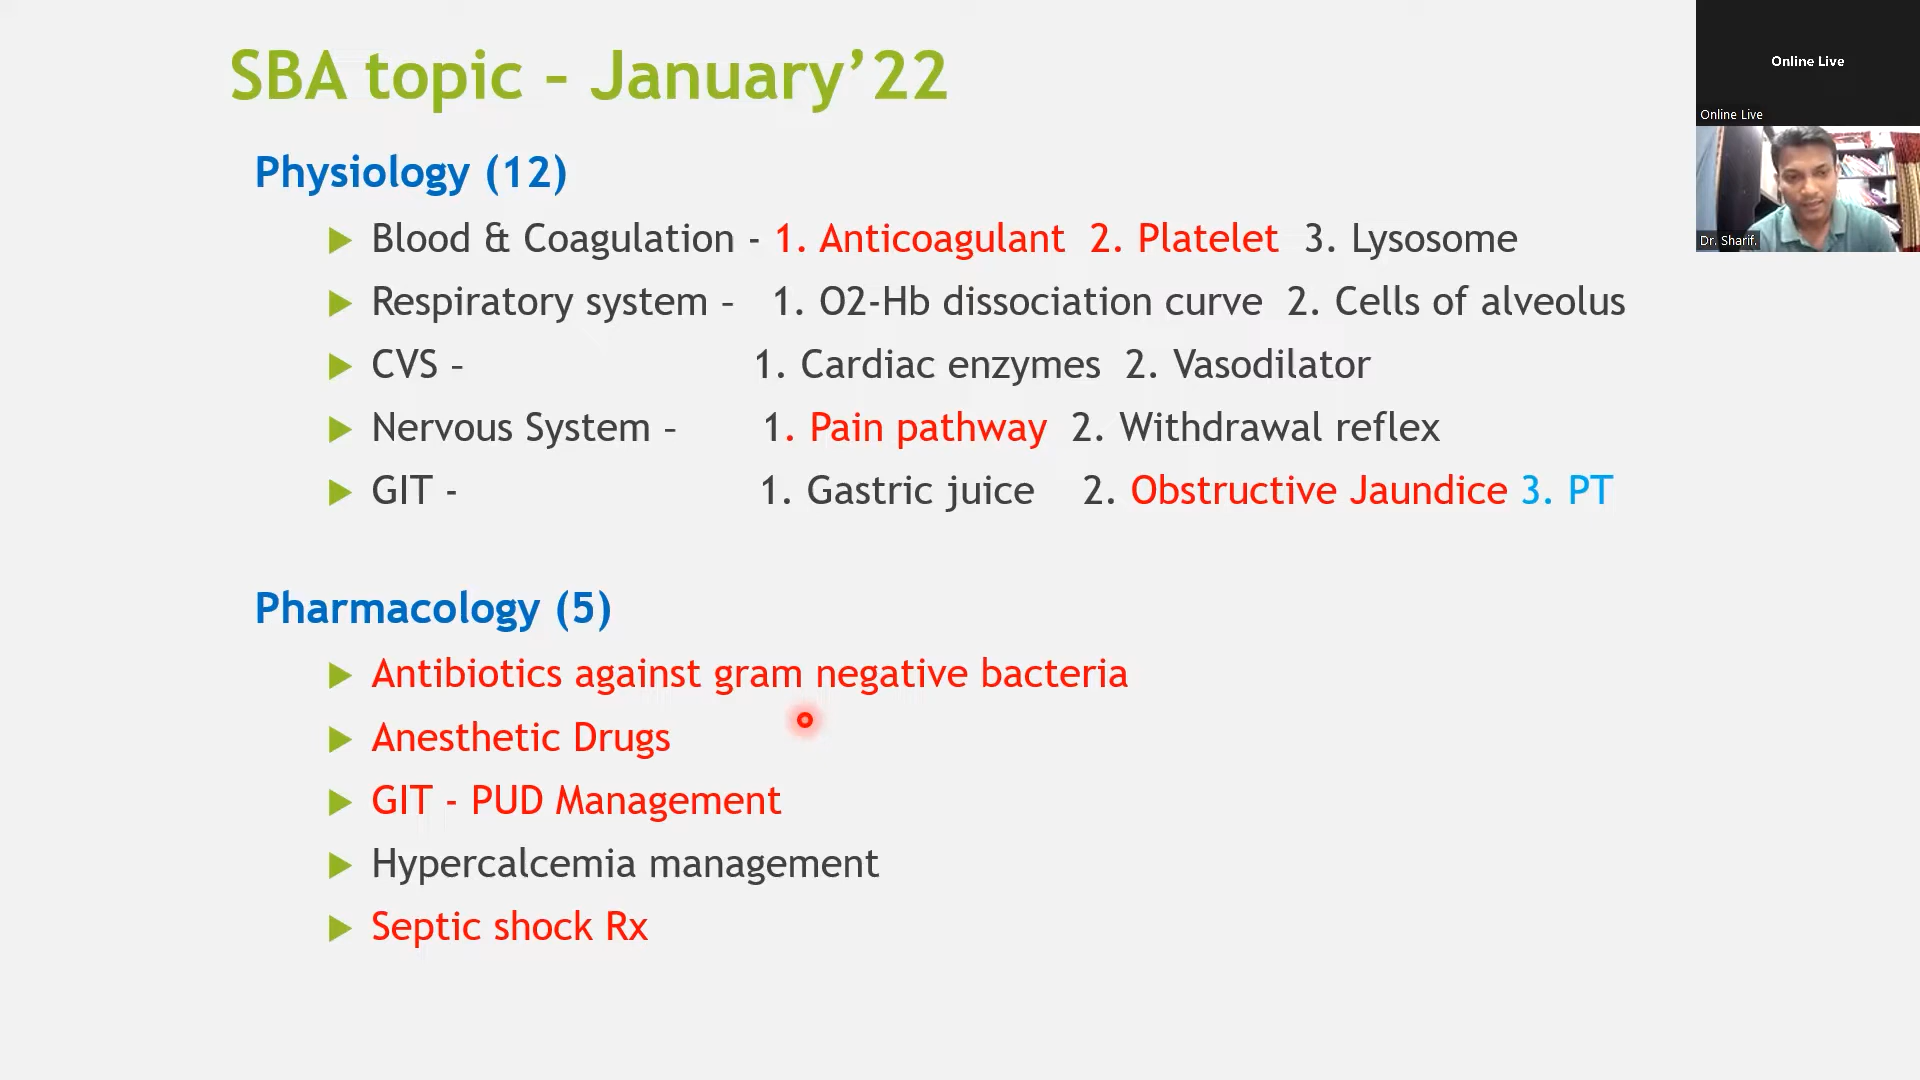 SBA topic – January’22
Online Live
Online Live
Dr. Sharif.
Physiology (12)
Blood & Coagulation - 1. Anticoagulant 2. Platelet 3. Lysosome
Respiratory system – 1. O2-Hb dissociation curve 2. Cells of alveolus
CVS – 1. Cardiac enzymes 2. Vasodilator
Nervous System – 1. Pain pathway 2. Withdrawal reflex
GIT - 1. Gastric juice 2. Obstructive Jaundice 3. PT
Pharmacology (5)
Antibiotics against gram negative bacteria
Anesthetic Drugs
GIT - PUD Management
Hypercalcemia management
Septic shock Rx